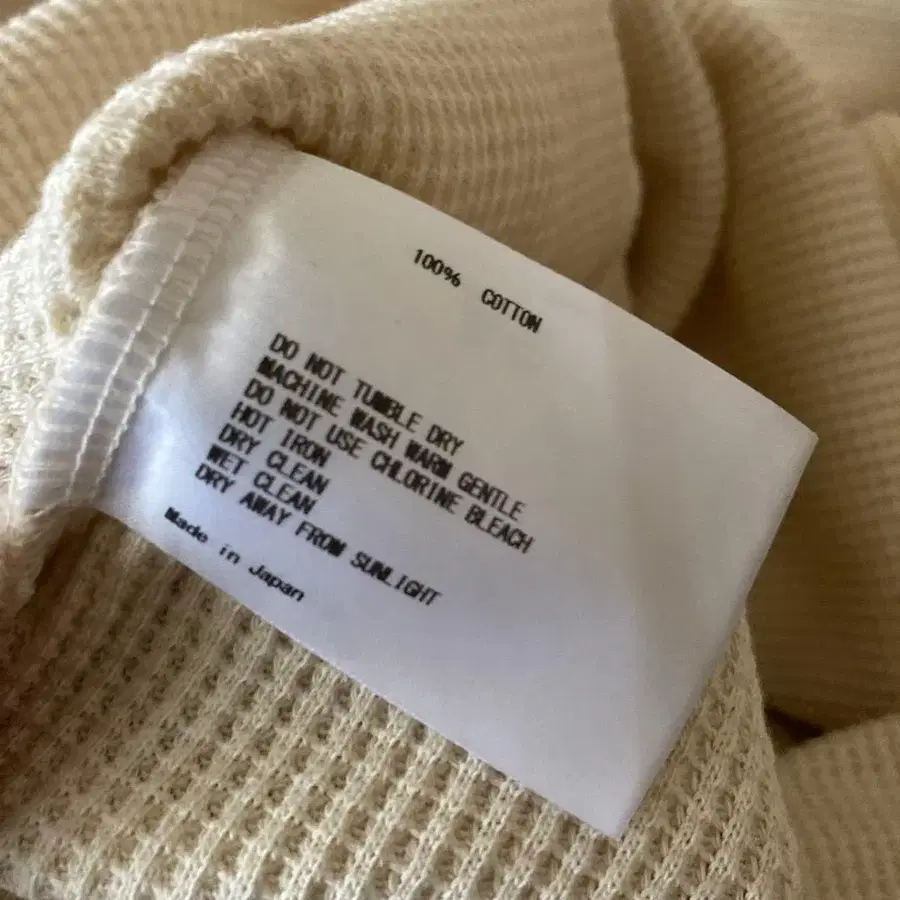 100% COTTON
DO NOT TUMBLE DRY
MACHINE WASH WARM GENTLE
DO NOT USE CHLORINE BLEACH
HOT IRON
DRY CLEAN
WET CLEAN
DRY AWAY FROM SUNLIGHT
Made in Japan